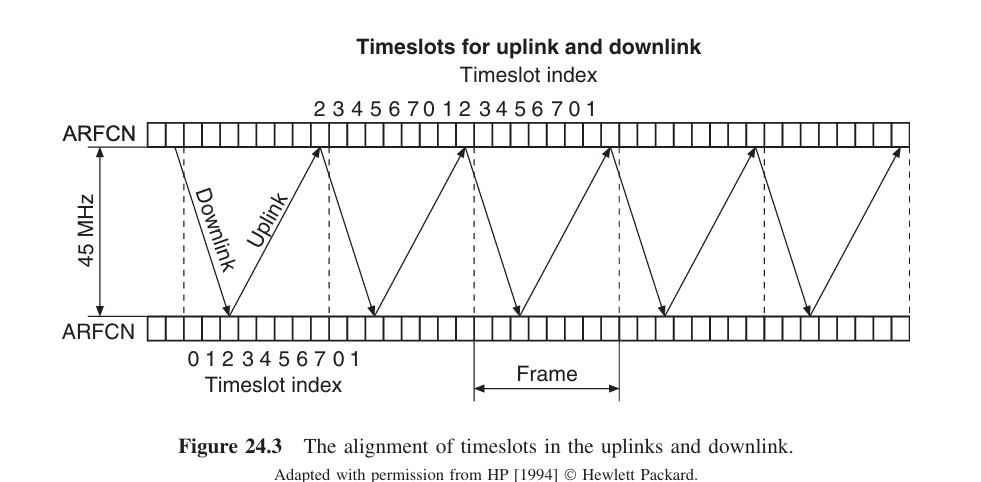 Timeslots for uplink and downlink
Timeslot index
2 3 4 5 6 7 0 1 2 3 4 5 6 7 0 1
ARFCN
45 MHz
Downlink
Uplink
ARFCN
0 1 2 3 4 5 6 7 0 1
Timeslot index
Frame
Figure 24.3 The alignment of timeslots in the uplinks and downlink.
Adapted with permission from HP [1994] © Hewlett Packard.